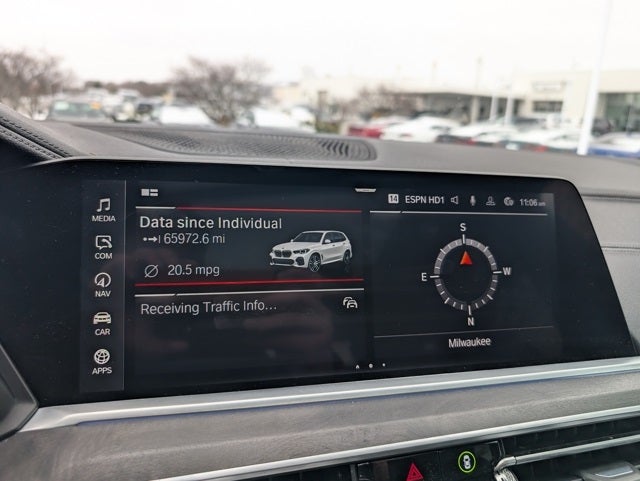 MEDIA
COM
NAV
CAR
APPS
Data since Individual
65972.6 mi
20.5 mpg
Receiving Traffic Info...
14 ESPN HD1 11:06 am
S
E W
N
Milwaukee